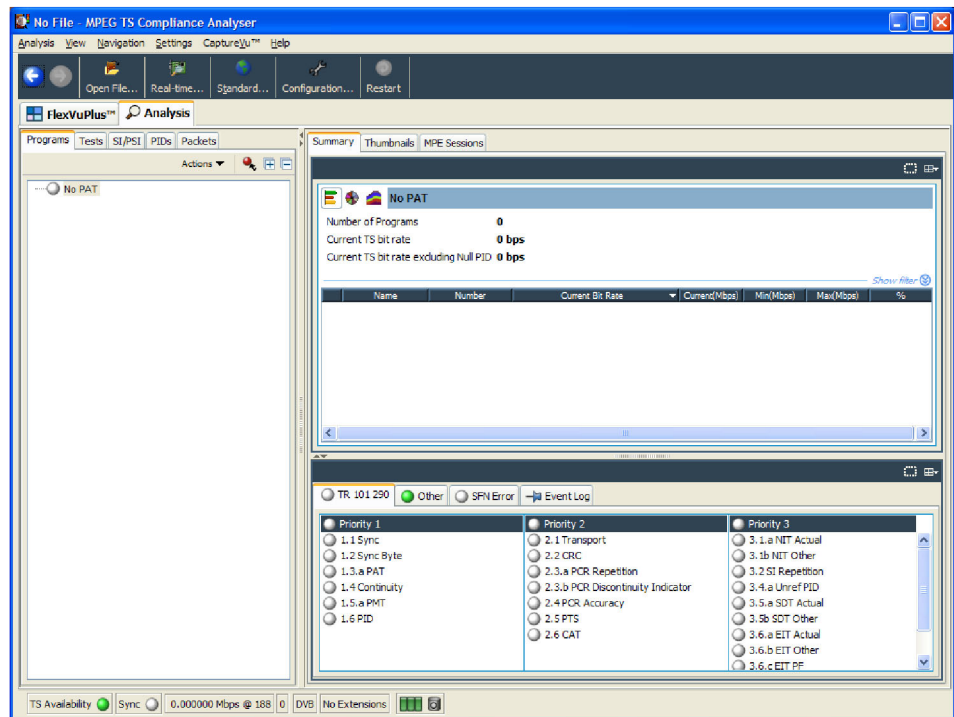 No File - MPEG TS Compliance Analyser
Analysis View Navigation Settings CaptureVu™ Help
Open File... Real-time... Standard... Configuration... Restart
FlexVuPlus™ Analysis
Programs Tests SI/PSI PIDs Packets
Actions
No PAT
Summary Thumbnails MPE Sessions
No PAT
Number of Programs 0
Current TS bit rate 0 bps
Current TS bit rate excluding Null PID 0 bps
Show filter
Name Number Current Bit Rate Current(Mbps) Min(Mbps) Max(Mbps) %
TR 101 290 Other SFN Error Event Log
Priority 1 Priority 2 Priority 3
1.1 Sync 2.1 Transport 3.1.a NIT Actual
1.2 Sync Byte 2.2 CRC 3.1b NIT Other
1.3.a PAT 2.3.a PCR Repetition 3.2 SI Repetition
1.4 Continuity 2.3.b PCR Discontinuity Indicator 3.4.a Unref PID
1.5.a PMT 2.4 PCR Accuracy 3.5.a SDT Actual
1.6 PID 2.5 PTS 3.5b SDT Other
2.6 CAT 3.6.a EIT Actual
3.6.b EIT Other
3.6.c EIT PF
TS Availability Sync 0.000000 Mbps @ 188 0 DVB No Extensions